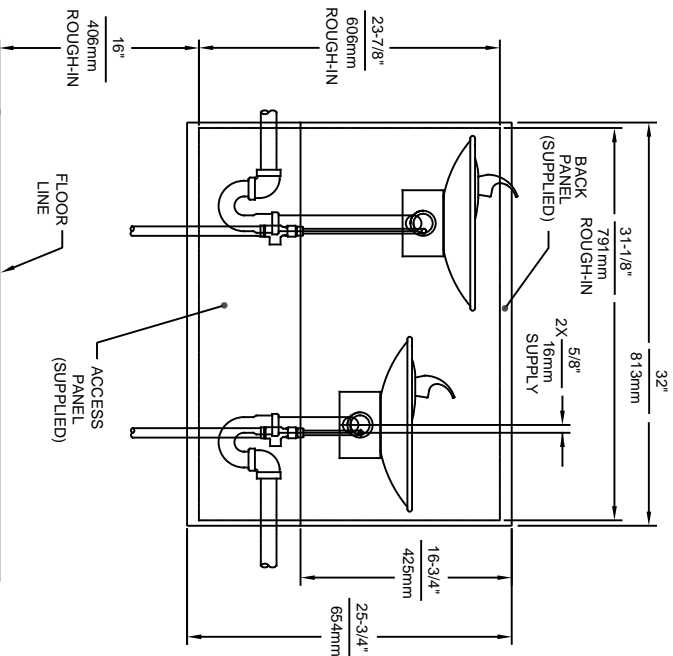 32"
813mm
31-1/8"
791mm
ROUGH-IN
BACK
PANEL
(SUPPLIED)
5/8"
2X 16mm
SUPPLY
23-7/8"
606mm
ROUGH-IN
16-3/4"
425mm
25-3/4"
654mm
16"
406mm
ROUGH-IN
FLOOR
LINE
ACCESS
PANEL
(SUPPLIED)